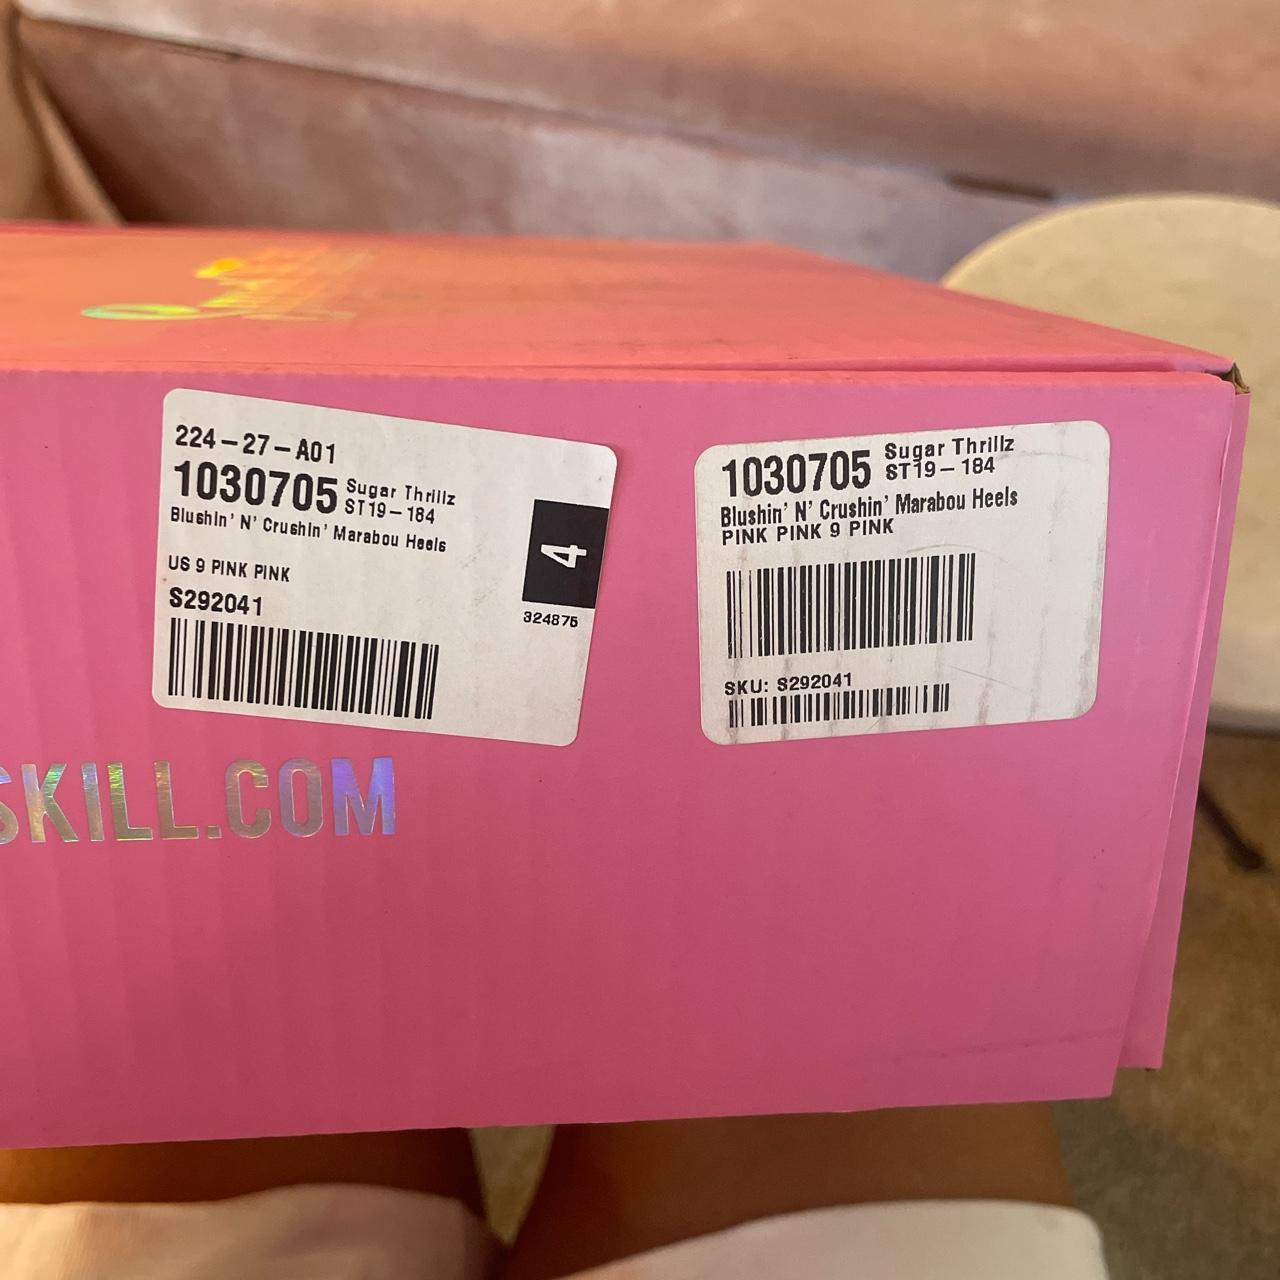 224-27-A01
1030705 Sugar Thrillz
ST19-184
Blushin' N' Crushin' Marabou Heels
US 9 PINK PINK
S292041
4
324875
1030705 Sugar Thrillz
ST19-184
Blushin' N' Crushin' Marabou Heels
PINK PINK 9 PINK
SKU: S292041
SKILL.COM